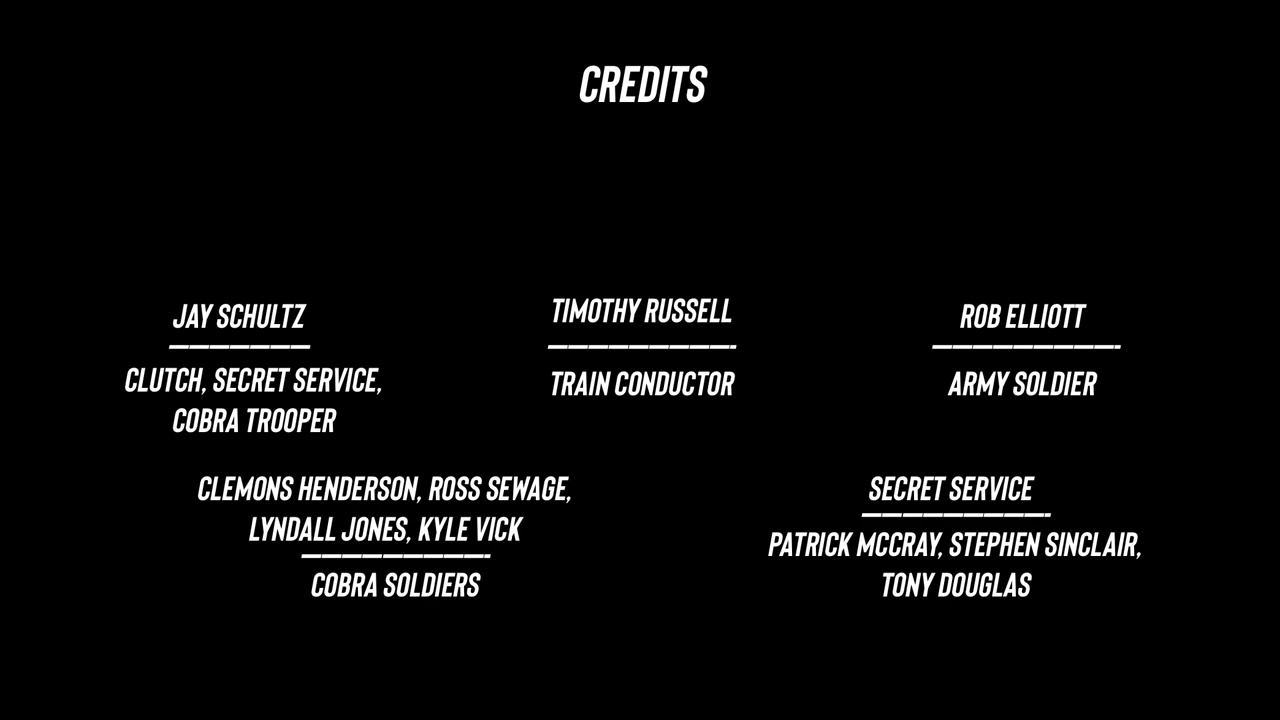 CREDITS
JAY SCHULTZ
CLUTCH, SECRET SERVICE,
COBRA TROOPER
TIMOTHY RUSSELL
TRAIN CONDUCTOR
ROB ELLIOTT
ARMY SOLDIER
CLEMONS HENDERSON, ROSS SEWAGE,
LYNDALL JONES, KYLE VICK
COBRA SOLDIERS
SECRET SERVICE
PATRICK MCCRAY, STEPHEN SINCLAIR,
TONY DOUGLAS